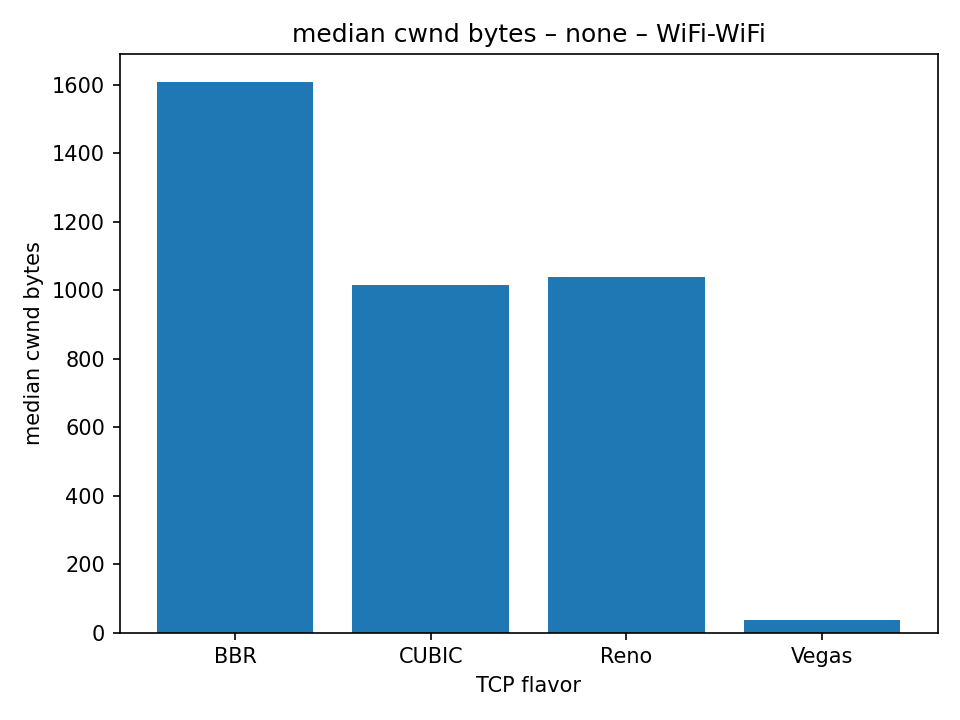 median cwnd bytes – none – WiFi-WiFi
median cwnd bytes
1600
1400
1200
1000
800
600
400
200
0
BBR CUBIC Reno Vegas
TCP flavor